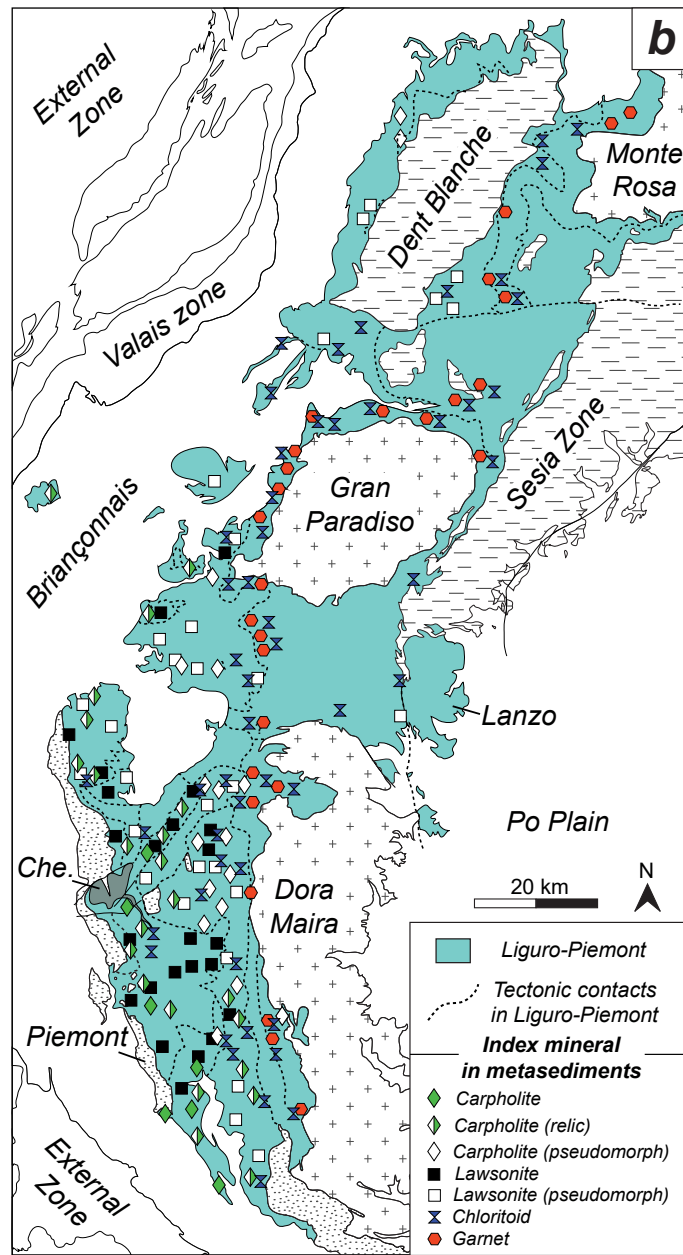 b
External
Zone
Dent Blanche
Monte
Rosa
Valais zone
Sesia Zone
Gran
Paradiso
Briançonnais
Lanzo
Po Plain
Che.
Dora
Maira
20 km
N
Piemont
External
Zone
Liguro-Piemont
Tectonic contacts
in Liguro-Piemont
Index mineral
in metasediments
Carpholite
Carpholite (relic)
Carpholite (pseudomorph)
Lawsonite
Lawsonite (pseudomorph)
Chloritoid
Garnet